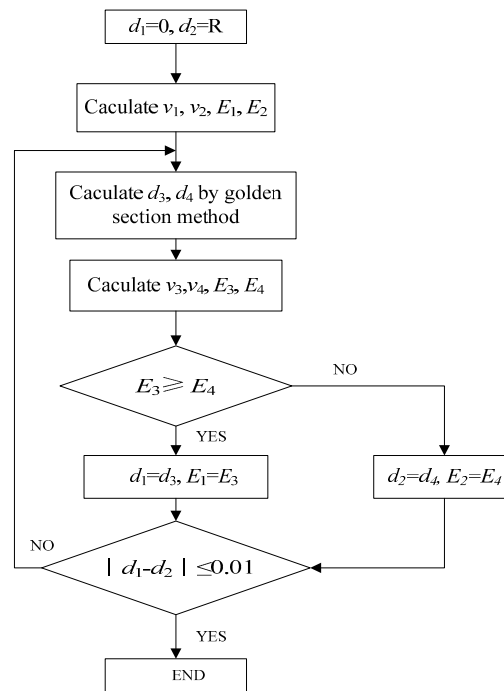 d₁=0, d₂=R
Caculate v₁, v₂, E₁, E₂
Caculate d₃, d₄ by golden
section method
Caculate v₃,v₄, E₃, E₄
E₃ ≥ E₄
NO
YES
d₁=d₃, E₁=E₃
d₂=d₄, E₂=E₄
NO
| d₁-d₂ | ≤0.01
YES
END